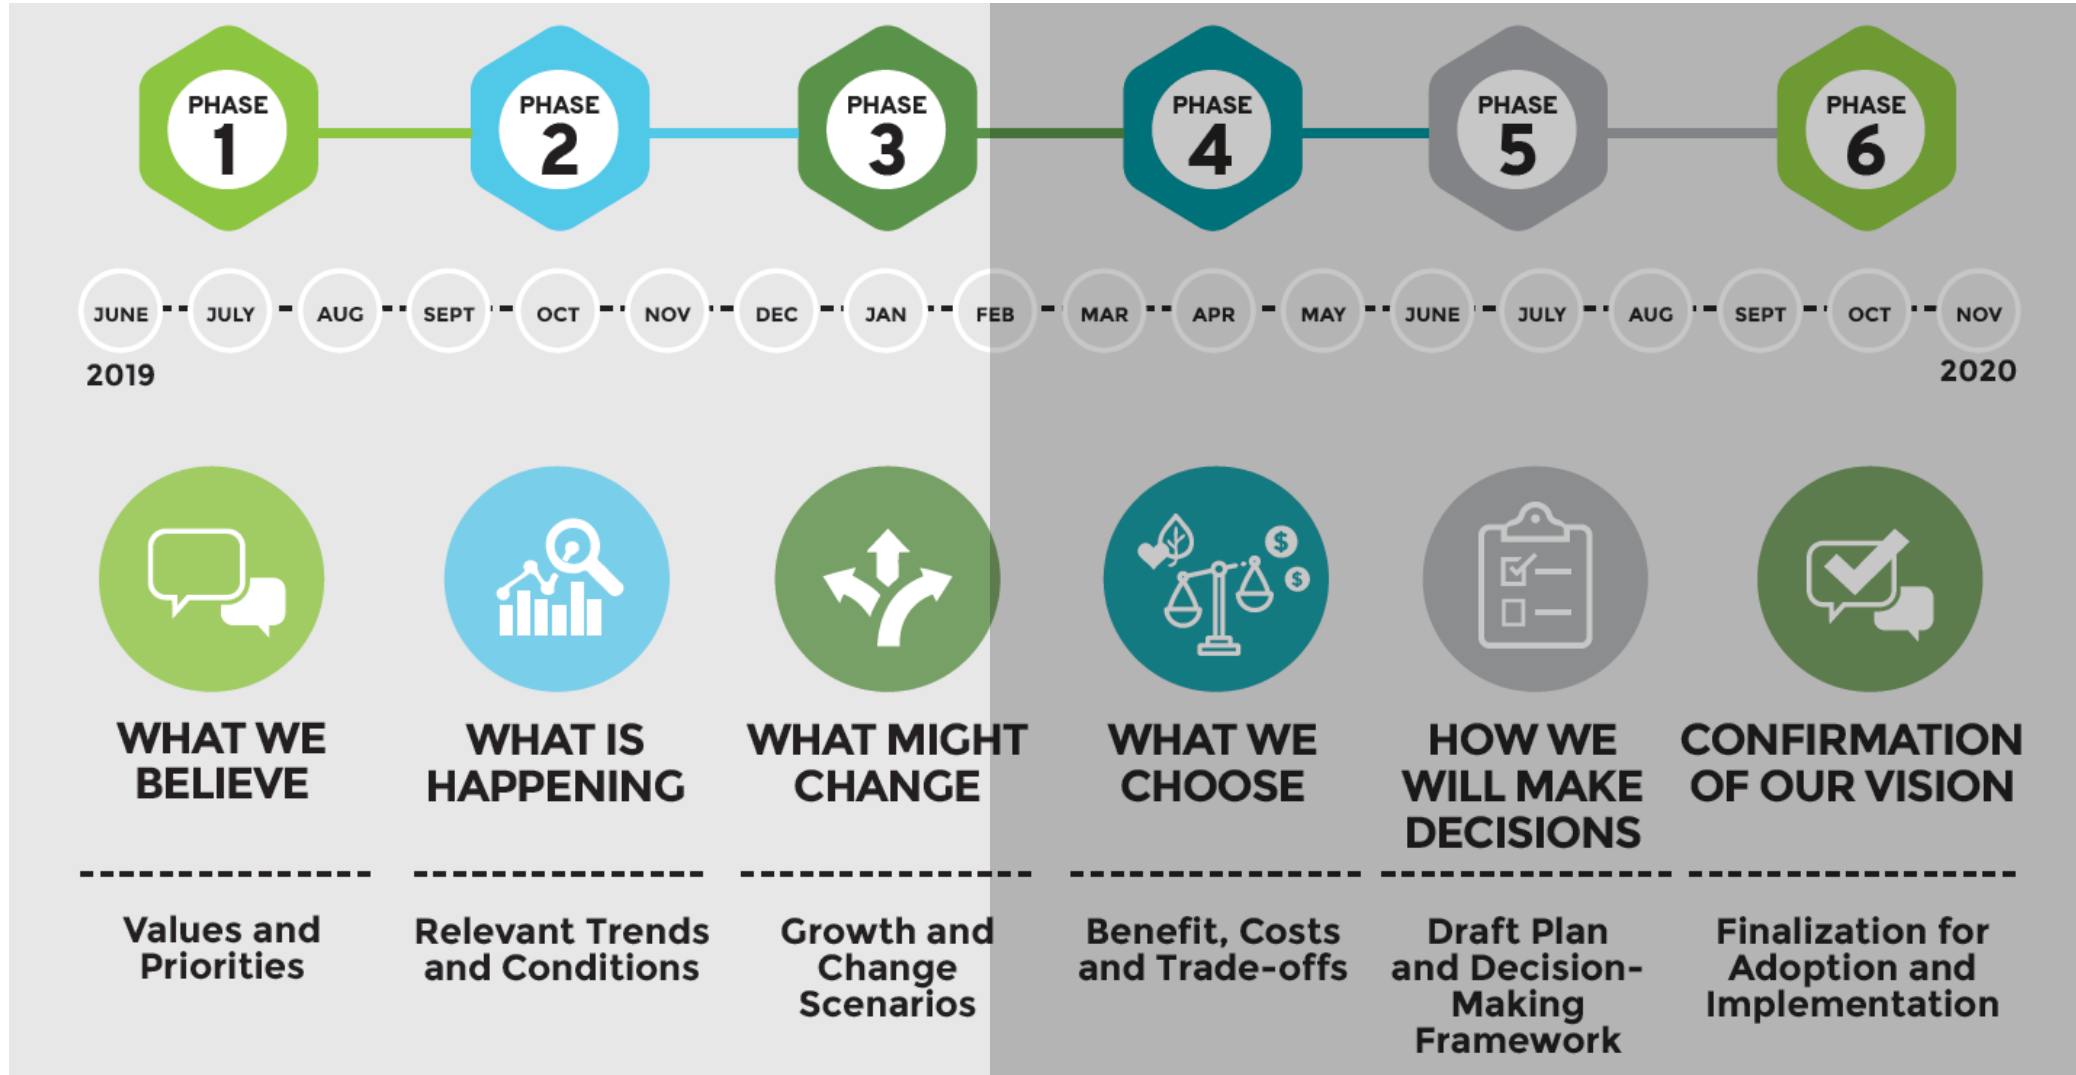 PHASE
1
PHASE
2
PHASE
3
PHASE
4
PHASE
5
PHASE
6
JUNE
JULY
AUG
SEPT
OCT
NOV
DEC
JAN
FEB
MAR
APR
MAY
JUNE
JULY
AUG
SEPT
OCT
NOV
2019
2020
$
$
WHAT WE
BELIEVE
WHAT IS
HAPPENING
WHAT MIGHT
CHANGE
WHAT WE
CHOOSE
HOW WE
WILL MAKE
DECISIONS
CONFIRMATION
OF OUR VISION
Values and
Priorities
Relevant Trends
and Conditions
Growth and
Change
Scenarios
Benefit, Costs
and Trade-offs
Draft Plan
and Decision-
Making
Framework
Finalization for
Adoption and
Implementation